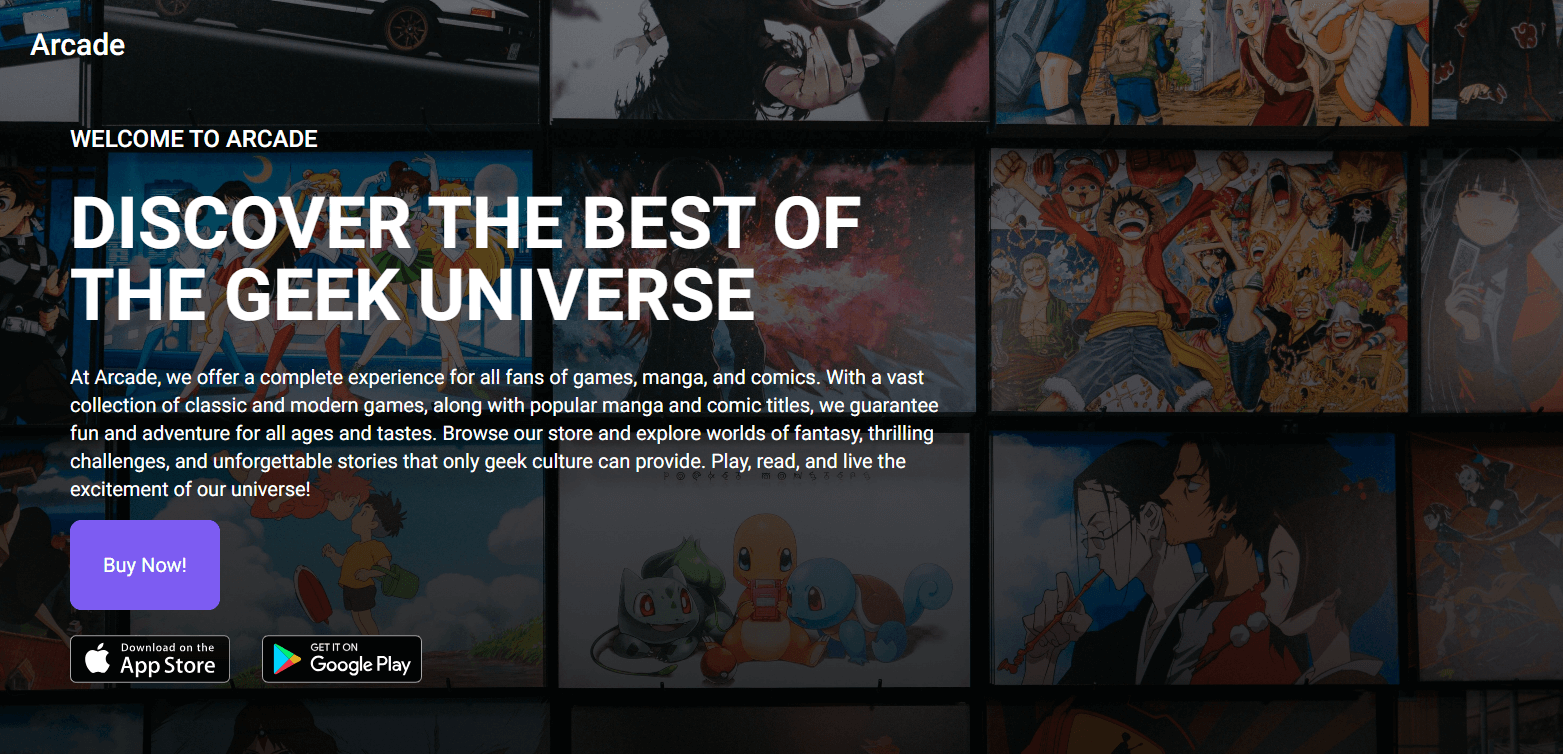 Arcade
WELCOME TO ARCADE
DISCOVER THE BEST OF
THE GEEK UNIVERSE
At Arcade, we offer a complete experience for all fans of games, manga, and comics. With a vast
collection of classic and modern games, along with popular manga and comic titles, we guarantee
fun and adventure for all ages and tastes. Browse our store and explore worlds of fantasy, thrilling
challenges, and unforgettable stories that only geek culture can provide. Play, read, and live the
excitement of our universe!
POCKET MONSTERS
Buy Now!
Download on the
App Store
GET IT ON
Google Play